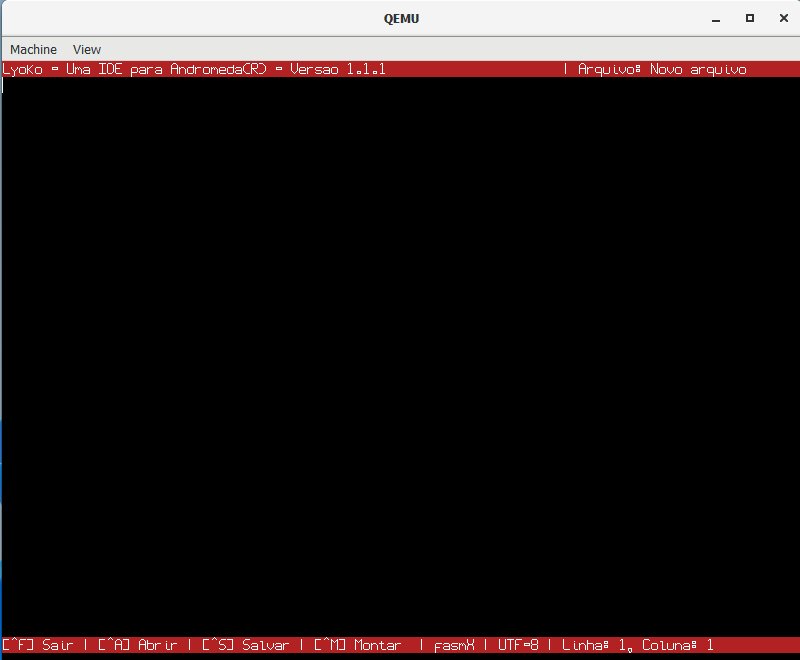 QEMU
Machine View
LyoKo - Uma IDE para Andromeda(R) - Versao 1.1.1 | Arquivo: Novo arquivo
[^F] Sair | [^A] Abrir | [^S] Salvar | [^M] Montar | fasmX | UTF-8 | Linha: 1, Coluna: 1